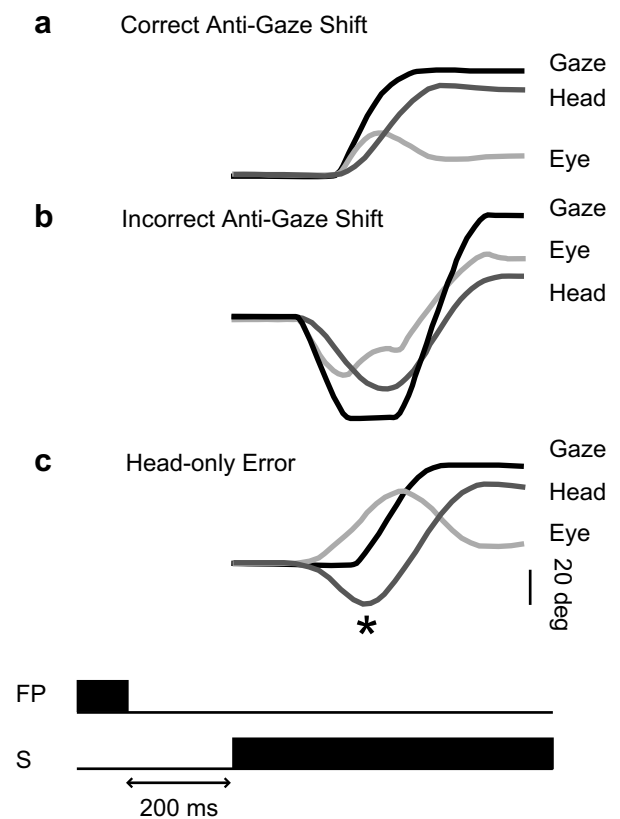 a Correct Anti-Gaze Shift
Gaze
Head
Eye
b Incorrect Anti-Gaze Shift
Gaze
Eye
Head
c Head-only Error
Gaze
Head
Eye
20 deg
*
FP
S
200 ms